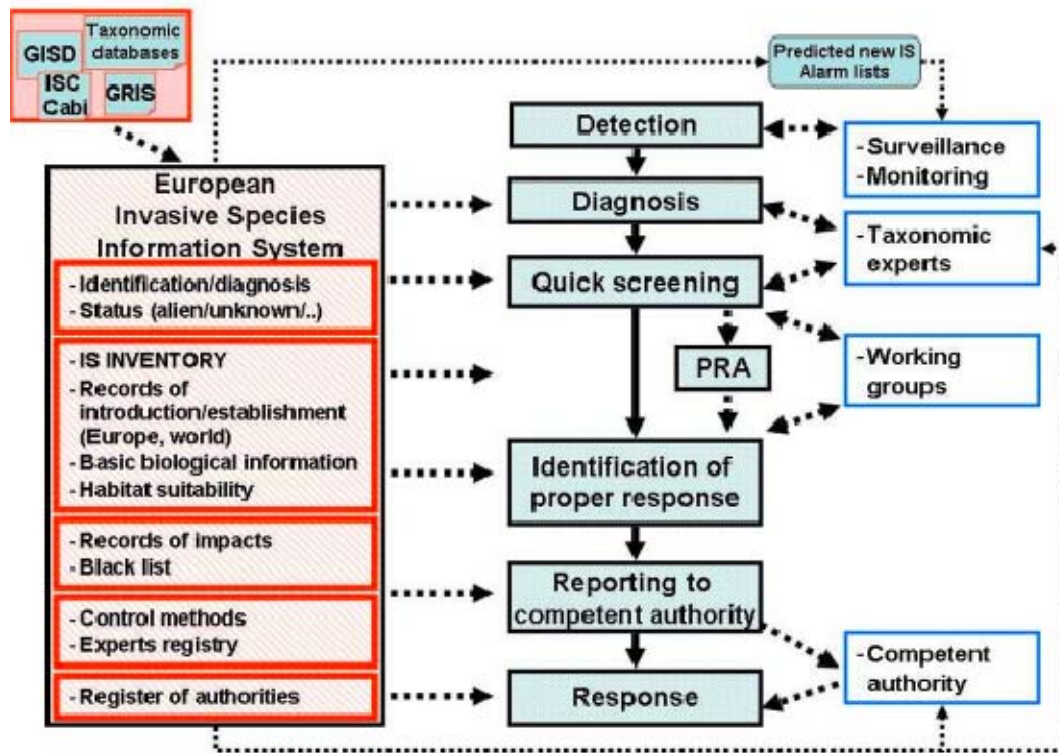 Taxonomic
databases
GISD
ISC
Cabi
GRIS
Predicted new IS
Alarm lists
European
Invasive Species
Information System
- Identification/diagnosis
- Status (alien/unknown/..)
- IS INVENTORY
- Records of
introduction/establishment
(Europe, world)
- Basic biological information
- Habitat suitability
- Records of impacts
- Black list
- Control methods
- Experts registry
- Register of authorities
Detection
Diagnosis
Quick screening
PRA
Identification of
proper response
Reporting to
competent authority
Response
- Surveillance
- Monitoring
- Taxonomic
experts
- Working
groups
- Competent
authority